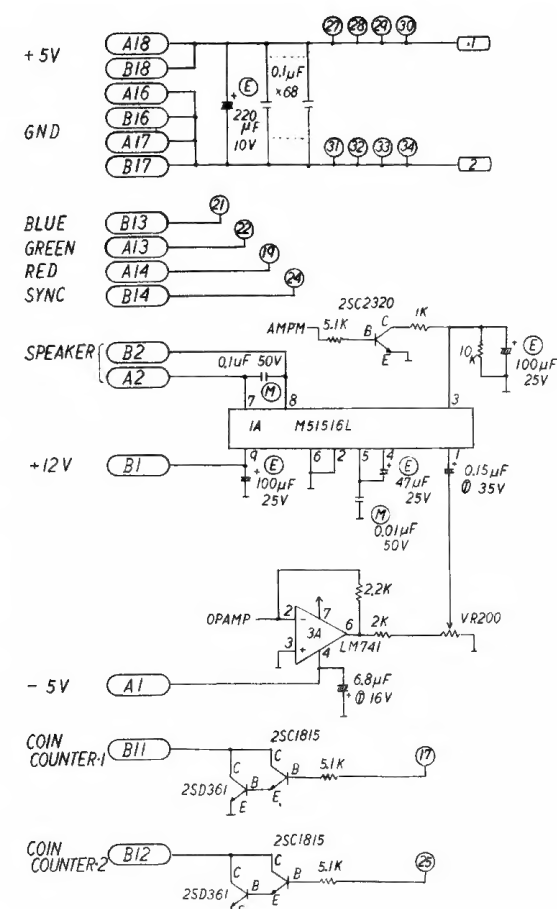 A18
+5V
B18
A16
B16
GND
A17
B17
27 28 29 30
1
0.1μF
×68
+ E
220
μF
10V
31 32 33 34
2
BLUE B13 21
GREEN A13 22
RED A14 19
SYNC B14 24
SPEAKER B2
A2
0.1uF 50V
M
AMPM 5.1K B C E
2SC2320
1K
10
K
+ E
100μF
25V
7 8 3
1A M51516L
9 6 2 5 4 1
+12V B1
+ E
100μF
25V
+ E
47μF
25V
M
0.01μF
50V
+ 0.15μF
35V
2.2K
OPAMP 2 - 7
3A
3 + 4 6
LM741
2K
VR200
-5V A1
6.8μF
+ 16V
COIN
COUNTER·1
B11
2SC1815
C C
B B
E E
2SD361
5.1K
17
COIN
COUNTER·2
B12
2SC1815
C C
B B
E E
2SD361
5.1K
25